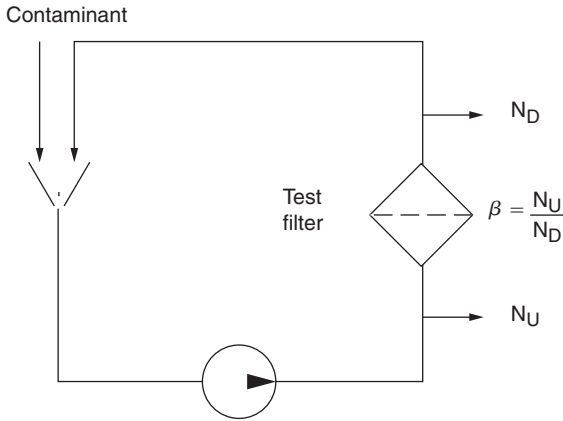 Contaminant
N_D
Test
filter
β = N_U/N_D
N_U